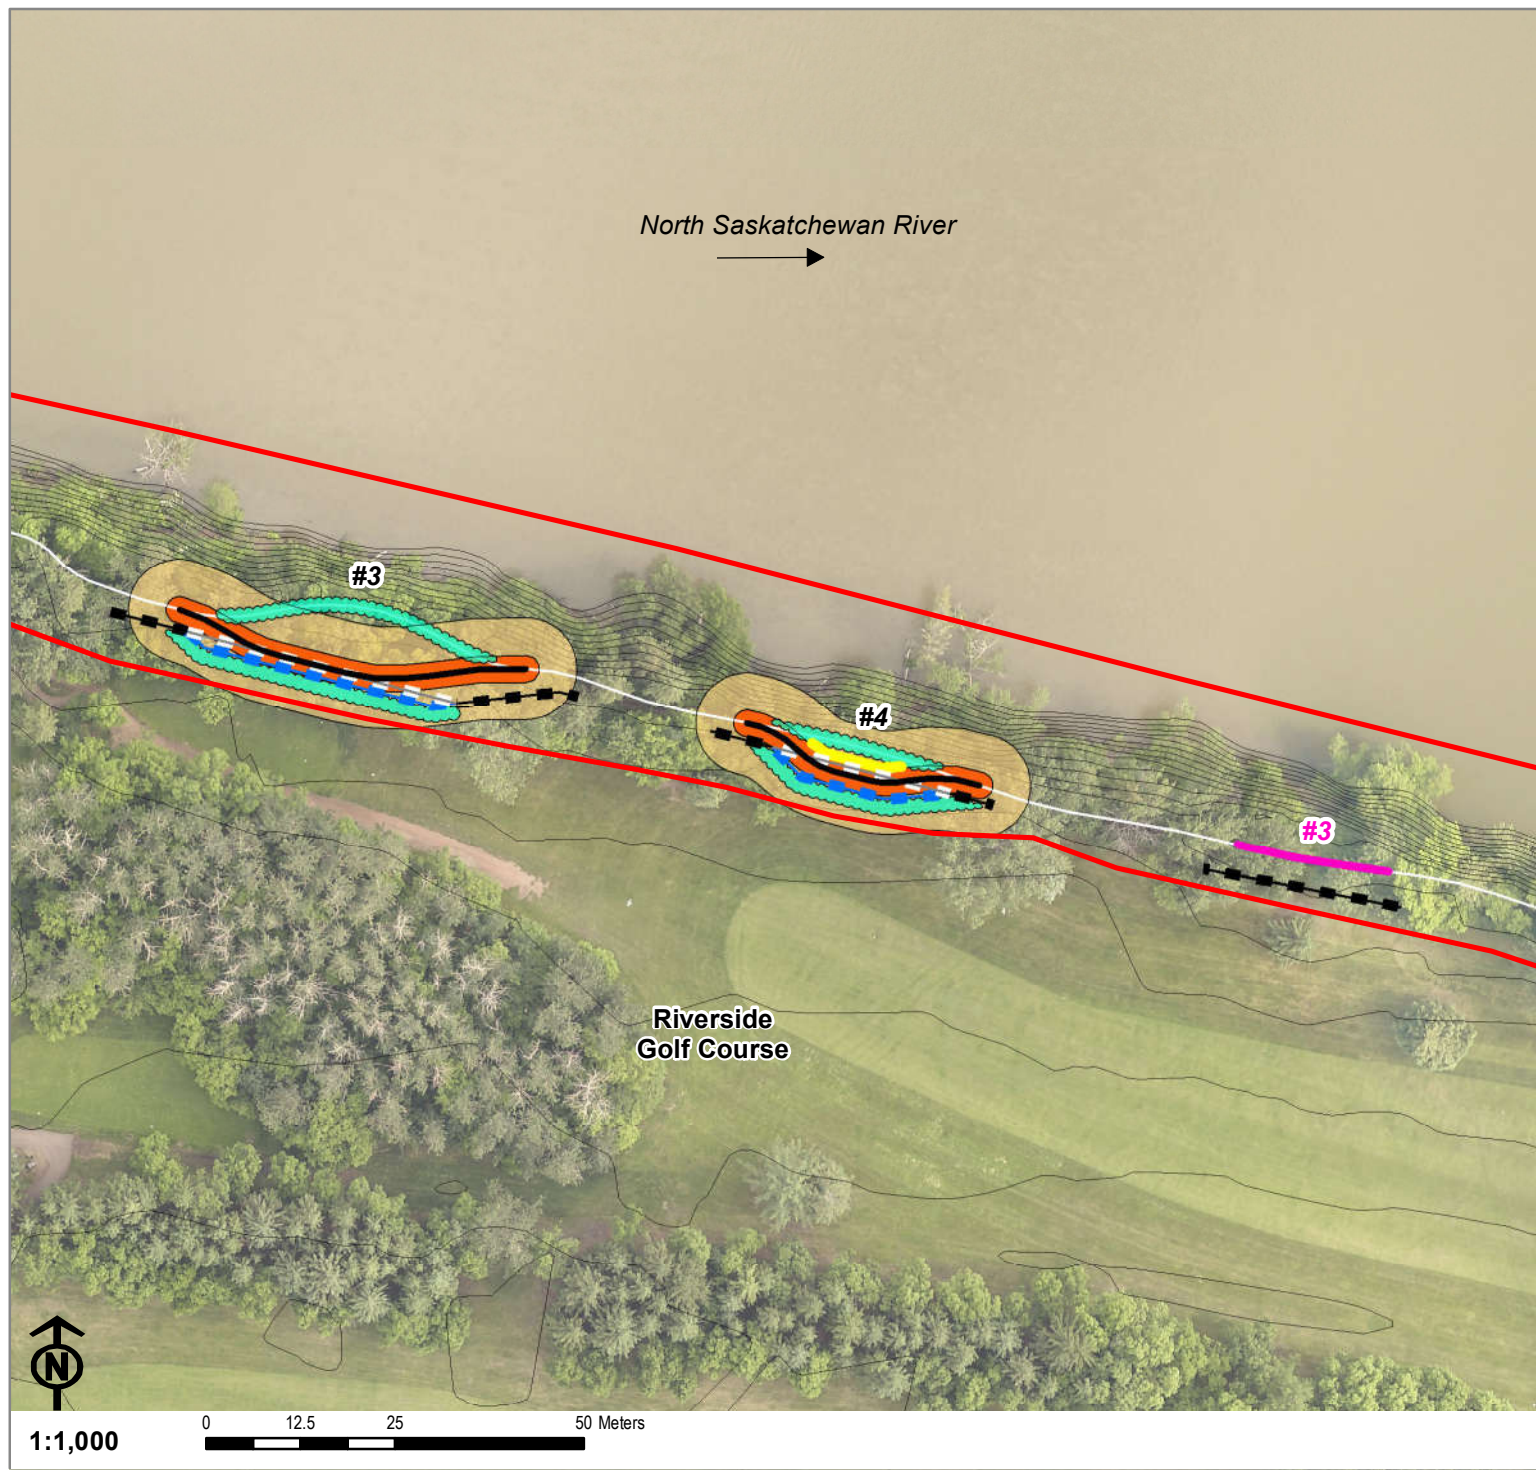 North Saskatchewan River
#3
#4
#3
Riverside
Golf Course
N
0 12.5 25 50 Meters
1:1,000